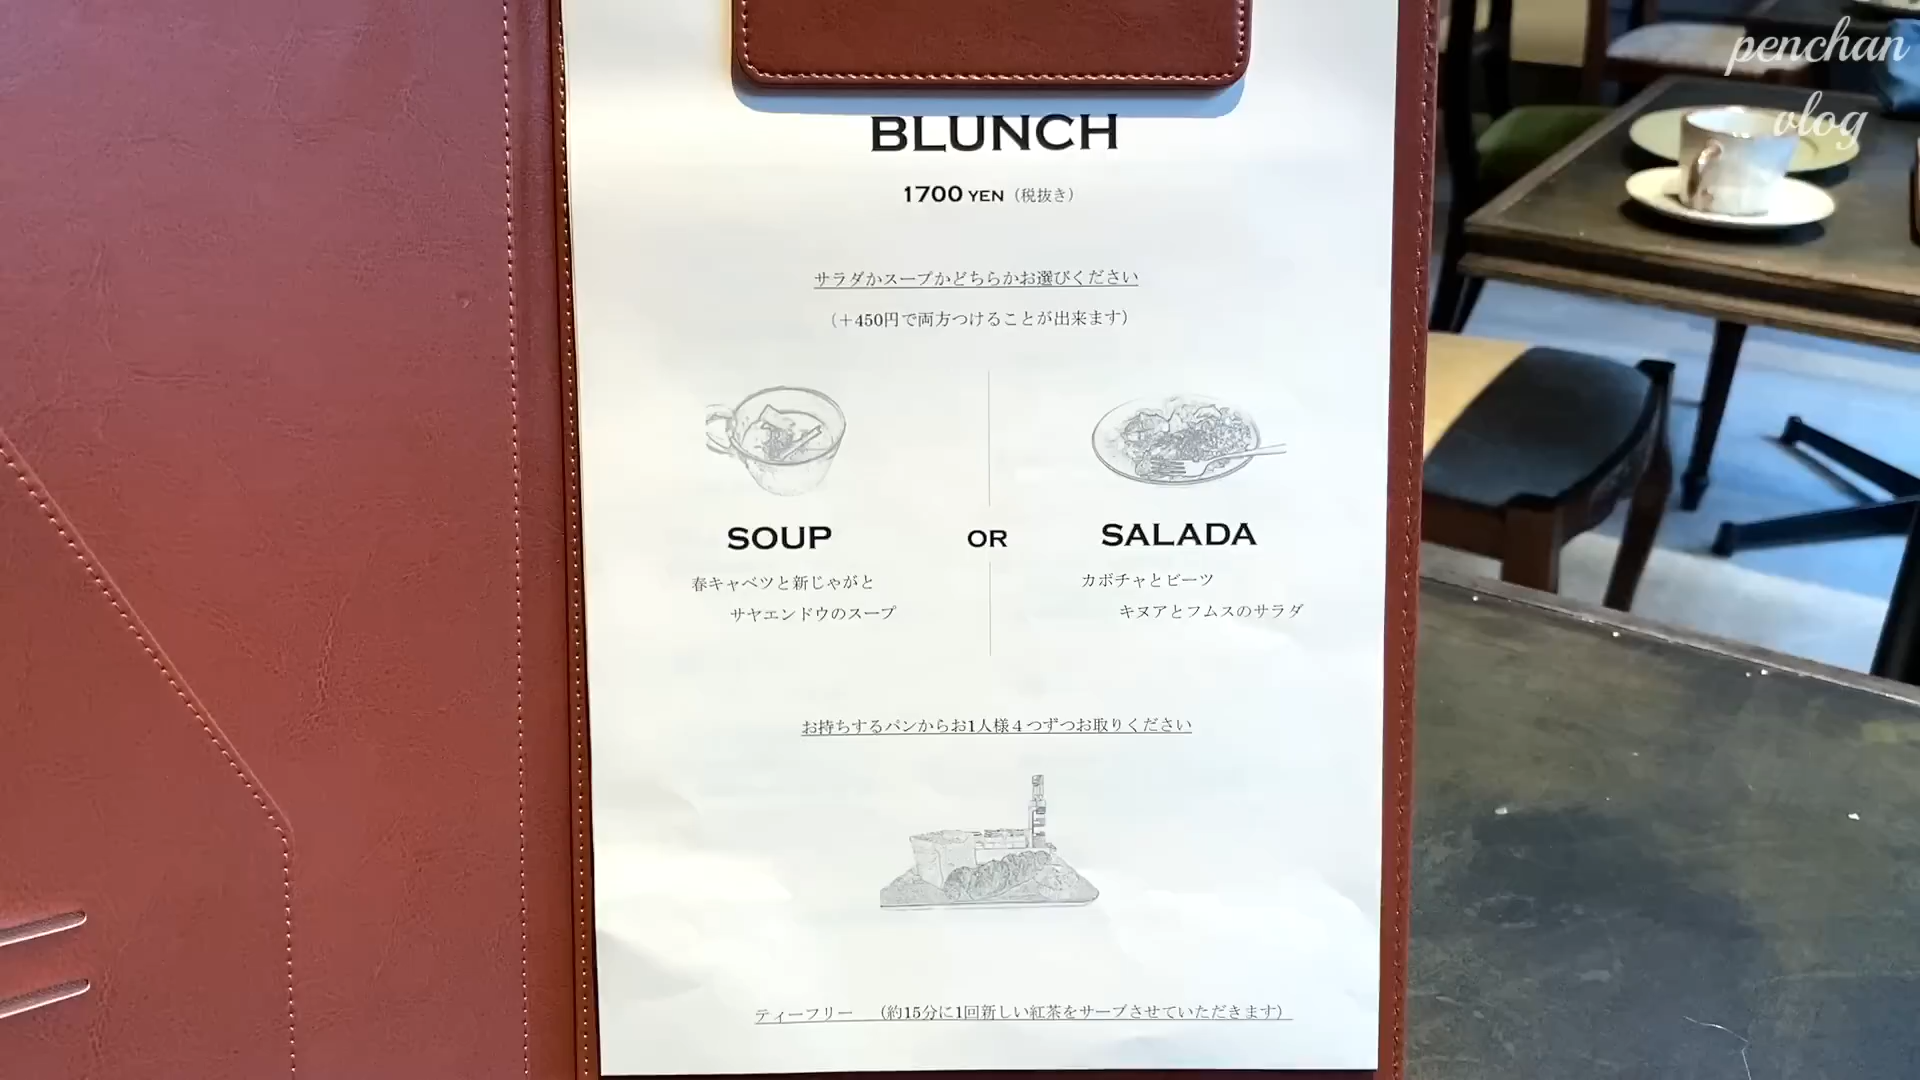 penchan
vlog
BLUNCH
1700 YEN（税抜き）
サラダかスープかどちらかお選びください
（＋450円で両方つけることが出来ます）
SOUP
OR
SALADA
春キャベツと新じゃがと
サヤエンドウのスープ
カボチャとビーツ
キヌアとフムスのサラダ
お持ちするパンからお1人様４つずつお取りください
ティーフリー　（約15分に1回新しい紅茶をサーブさせていただきます）